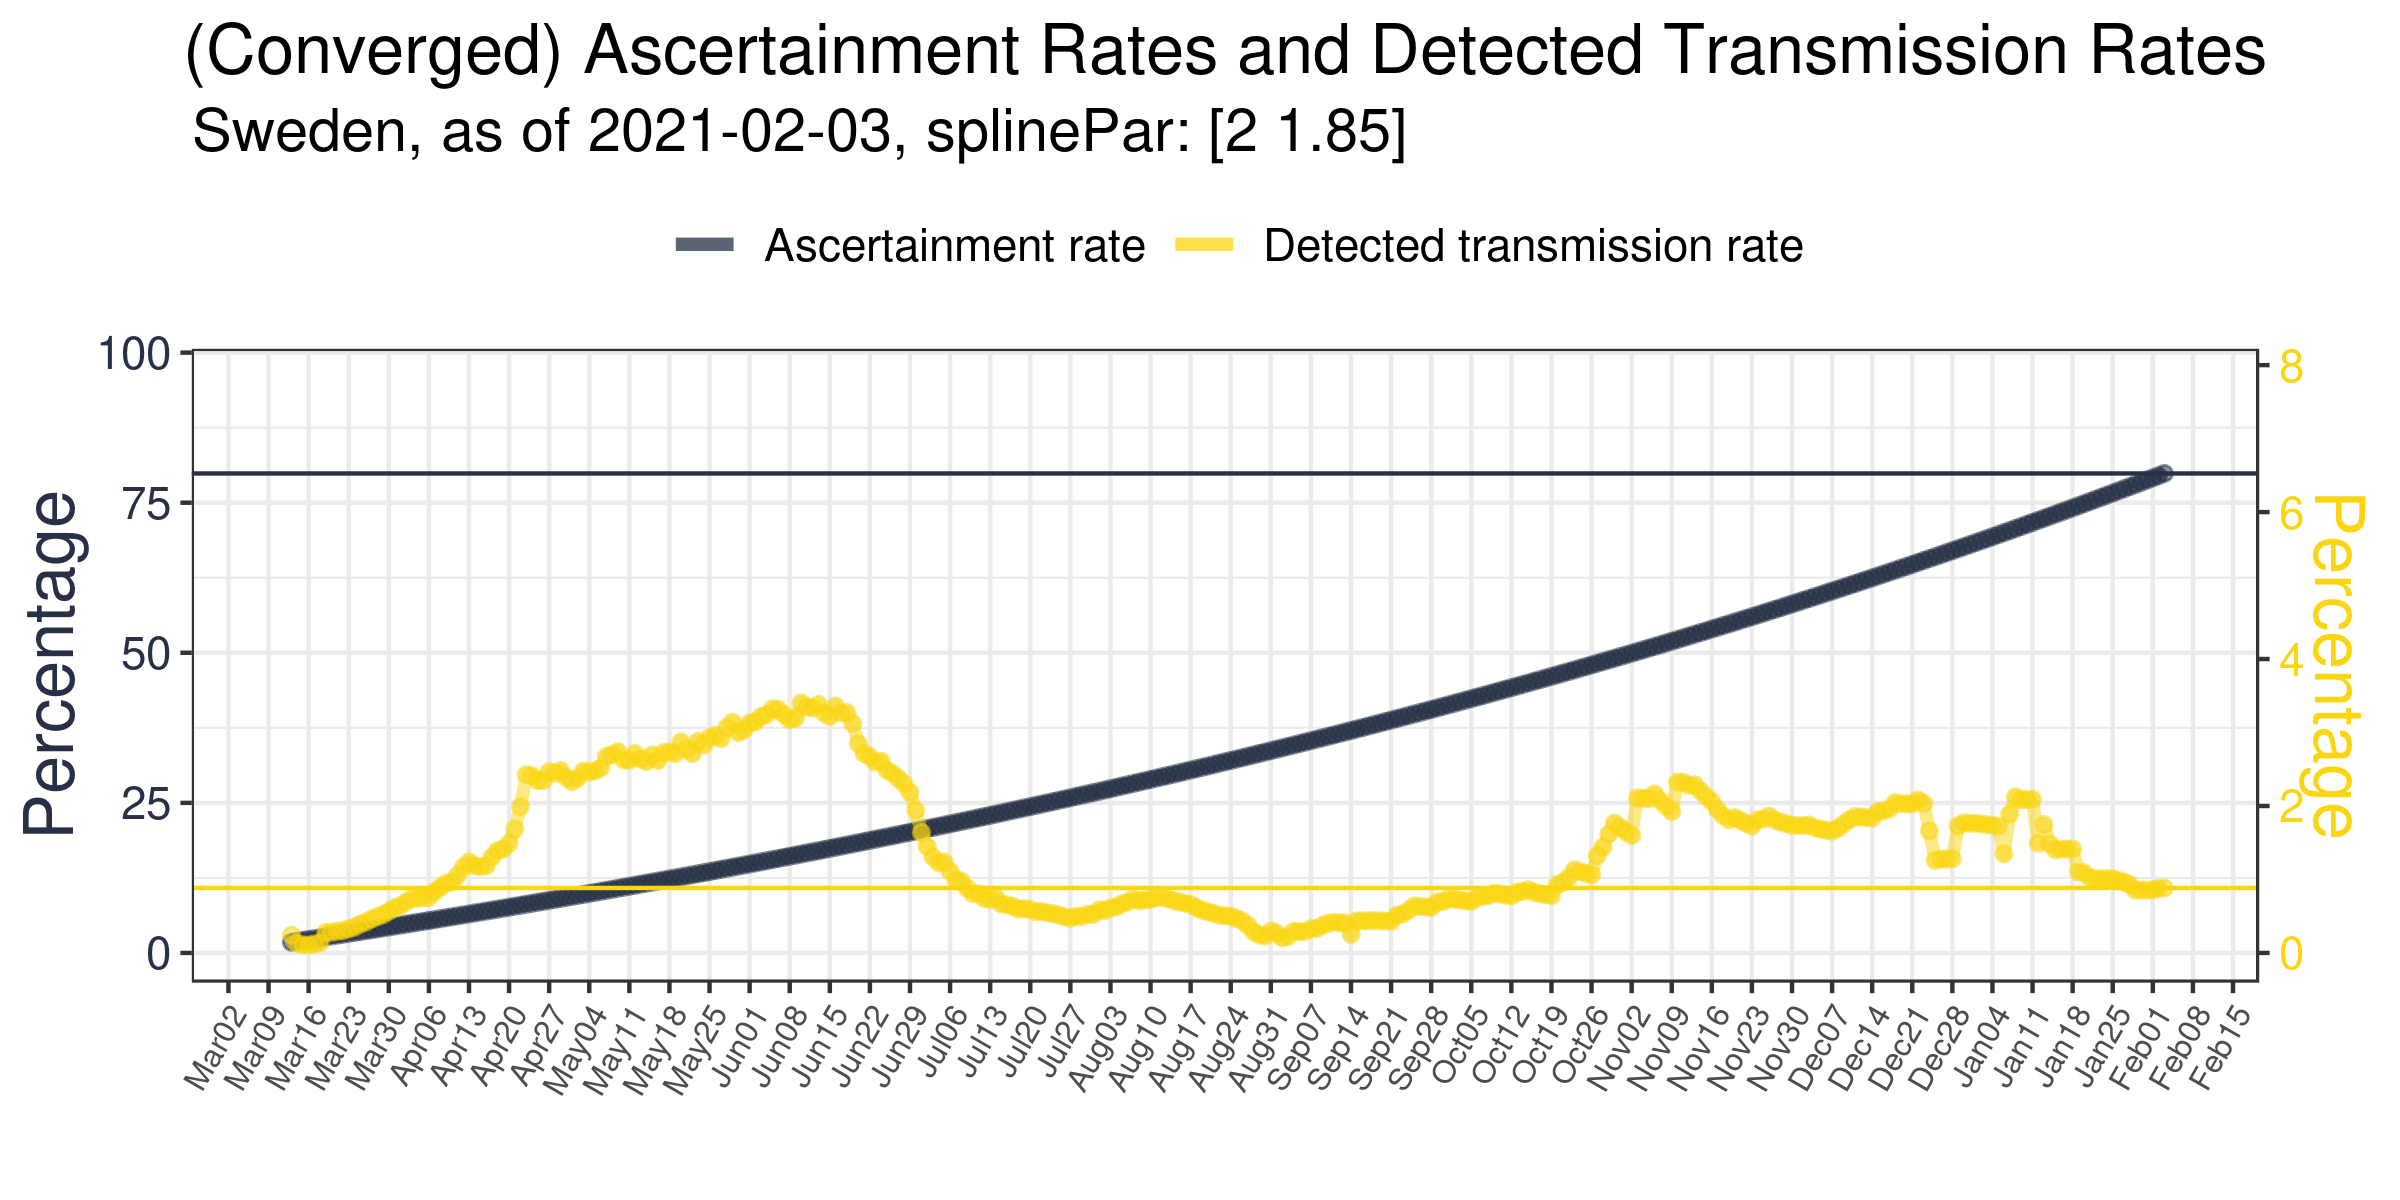 (Converged) Ascertainment Rates and Detected Transmission Rates
Sweden, as of 2021-02-03, splinePar: [2 1.85]
Ascertainment rate Detected transmission rate
Percentage
100
75
50
25
0
8
6
4
2
0
Percentage
Mar02 Mar09 Mar16 Mar23 Mar30 Apr06 Apr13 Apr20 Apr27 May04 May11 May18 May25 Jun01 Jun08 Jun15 Jun22 Jun29 Jul06 Jul13 Jul20 Jul27 Aug03 Aug10 Aug17 Aug24 Aug31 Sep07 Sep14 Sep21 Sep28 Oct05 Oct12 Oct19 Oct26 Nov02 Nov09 Nov16 Nov23 Nov30 Dec07 Dec14 Dec21 Dec28 Jan04 Jan11 Jan18 Jan25 Feb01 Feb08 Feb15